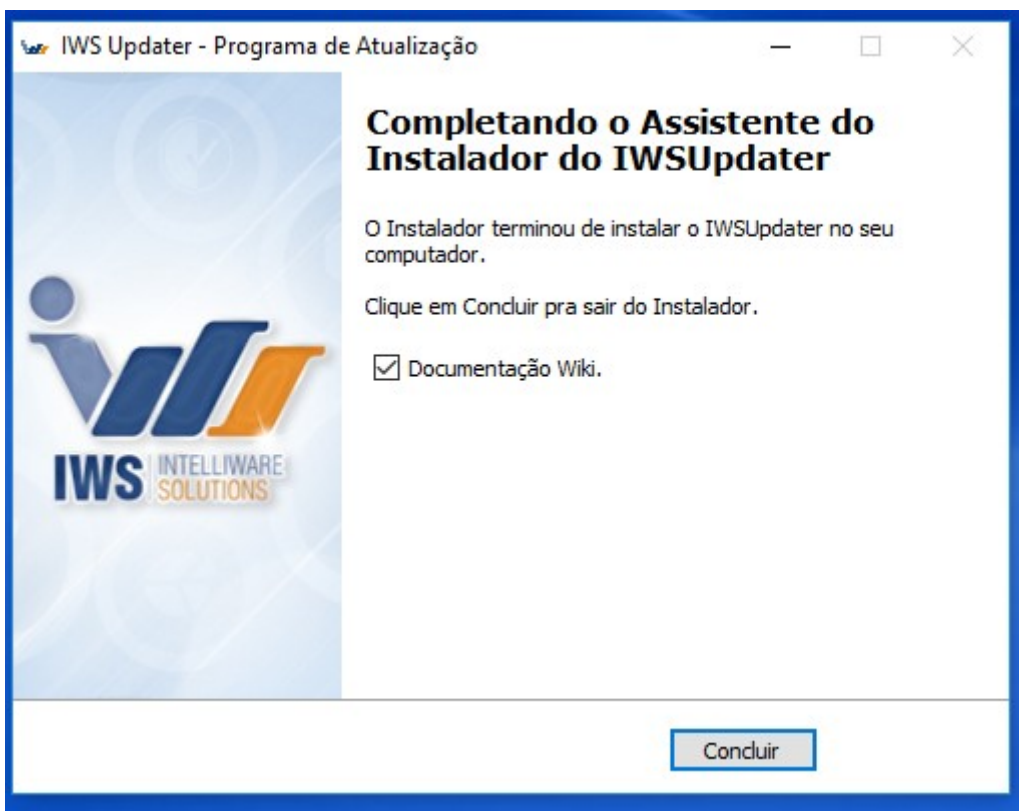 IWS Updater - Programa de Atualização
Completando o Assistente do
Instalador do IWSUpdater
O Instalador terminou de instalar o IWSUpdater no seu
computador.
Clique em Concluir pra sair do Instalador.
Documentação Wiki.
IWS INTELLIWARE
SOLUTIONS
Concluir